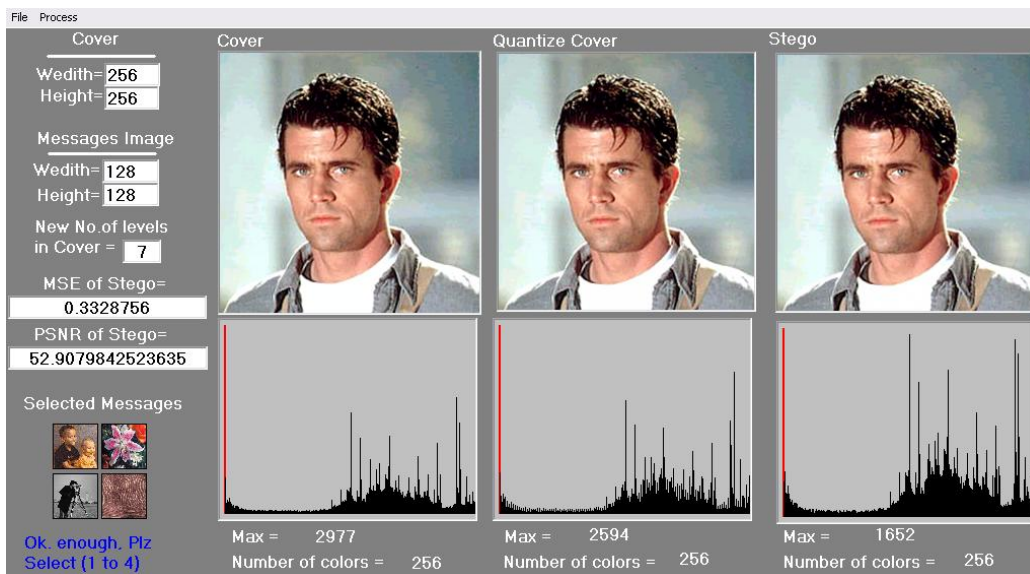 File Process
Cover
Wedith= 256
Height= 256
Messages Image
Wedith= 128
Height= 128
New No.of levels
in Cover = 7
MSE of Stego=
0.3328756
PSNR of Stego=
52.9079842523635
Selected Messages
Ok. enough, Plz
Select (1 to 4)
Cover
Max = 2977
Number of colors = 256
Quantize Cover
Max = 2594
Number of colors = 256
Stego
Max = 1652
Number of colors = 256